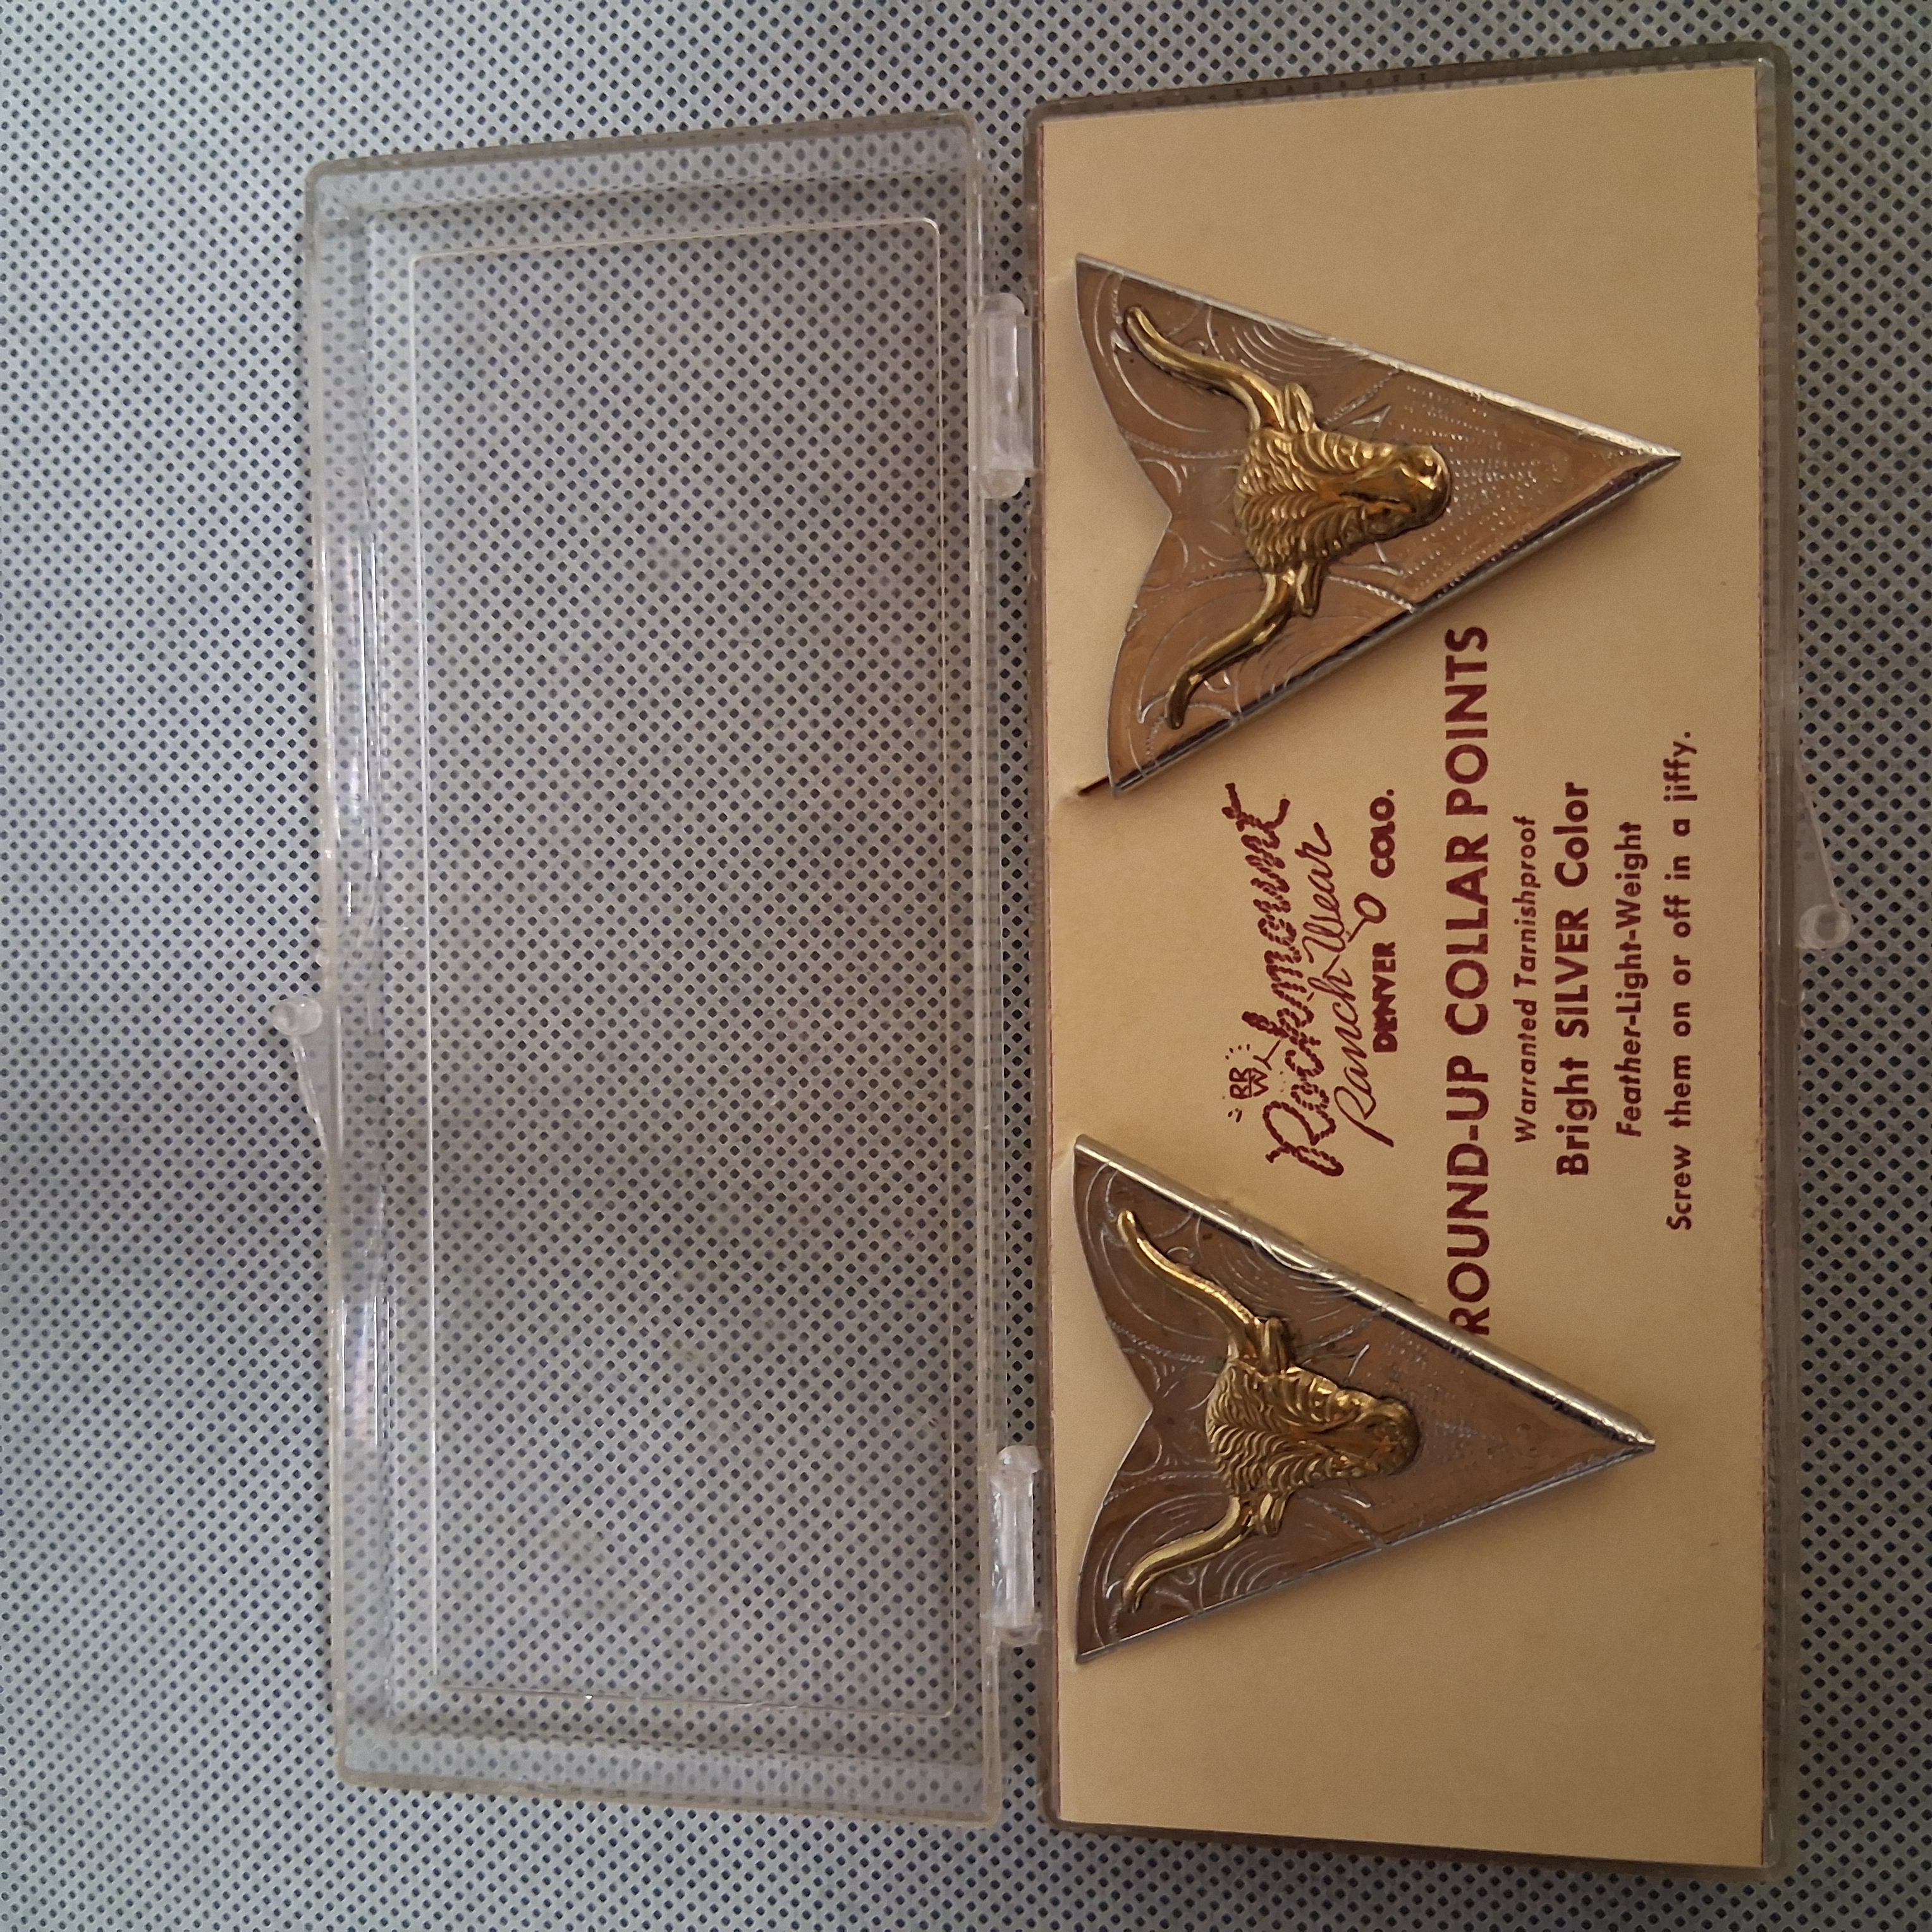 RRW
Rockmount
Ranch Wear
DENVER COLO.
ROUND-UP COLLAR POINTS
Warranted Tarnishproof
Bright SILVER Color
Feather-Light-Weight
Screw them on or off in a jiffy.